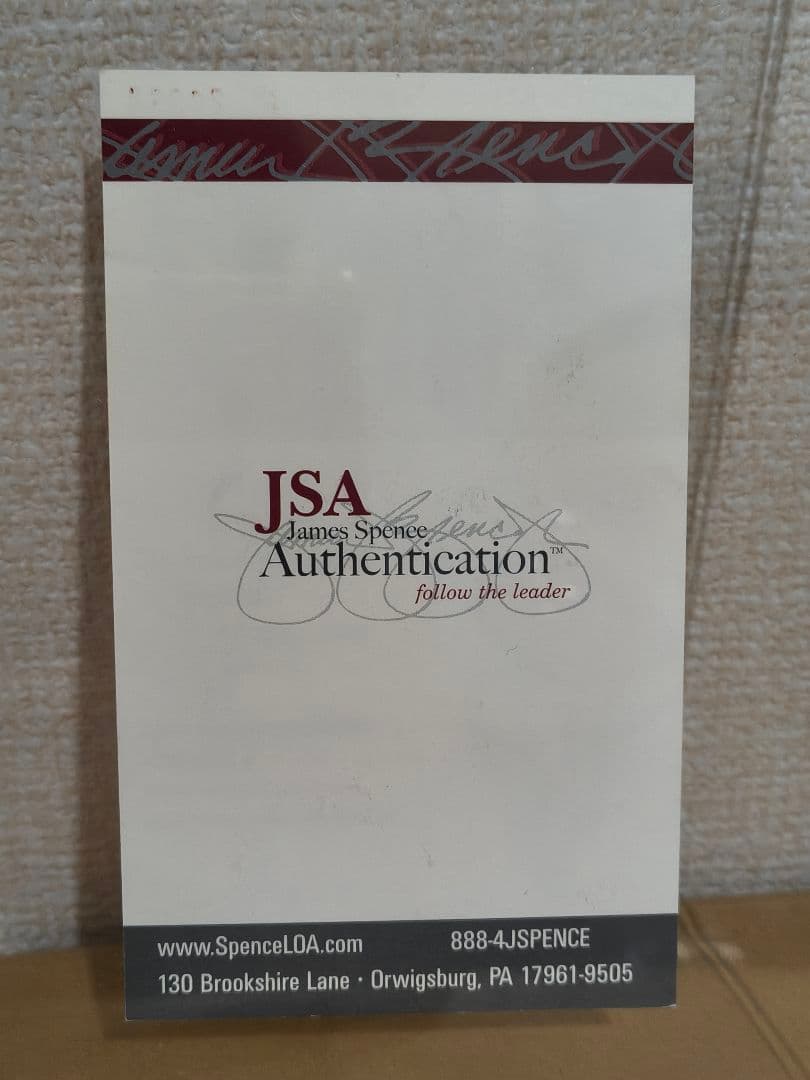 JSA
James Spence
Authentication™
follow the leader
www.SpenceLOA.com 888-4JSPENCE
130 Brookshire Lane · Orwigsburg, PA 17961-9505